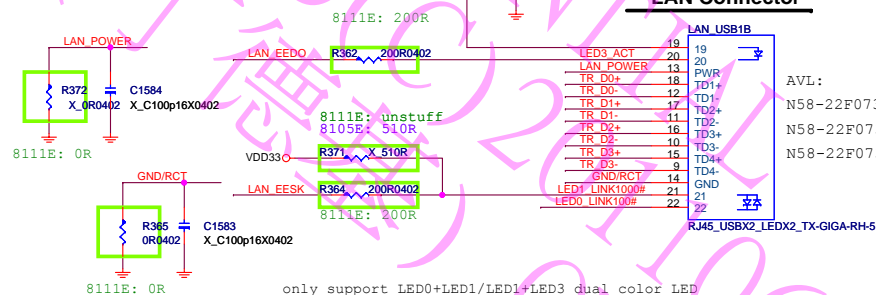 LAN Connector
8111E: 200R
LAN_USB1B
LAN_POWER
LAN_EEDO
R362
200R0402
LED3_ACT
19
19
20
20
LAN_POWER
13
PWR
TR_D0+
18
TD1+
TR_D0-
12
TD1-
TR_D1+
17
TD2+
TR_D1-
11
TD2-
TR_D2+
16
TD3+
TR_D2-
10
TD3-
TR_D3+
15
TD4+
TR_D3-
9
TD4-
GND/RCT
14
GND
LED1_LINK1000#
21
21
LED0_LINK100#
22
22
RJ45_USBX2_LEDX2_TX-GIGA-RH-5
AVL:
N58-22F07
N58-22F07
N58-22F07
R372
X_0R0402
C1584
X_C100p16X0402
8111E: 0R
8111E: unstuff
8105E: 510R
VDD33
R371
X_510R
GND/RCT
LAN_EESK
R364
200R0402
8111E: 200R
R365
0R0402
C1583
X_C100p16X0402
8111E: 0R
only support LED0+LED1/LED1+LED3 dual color LED